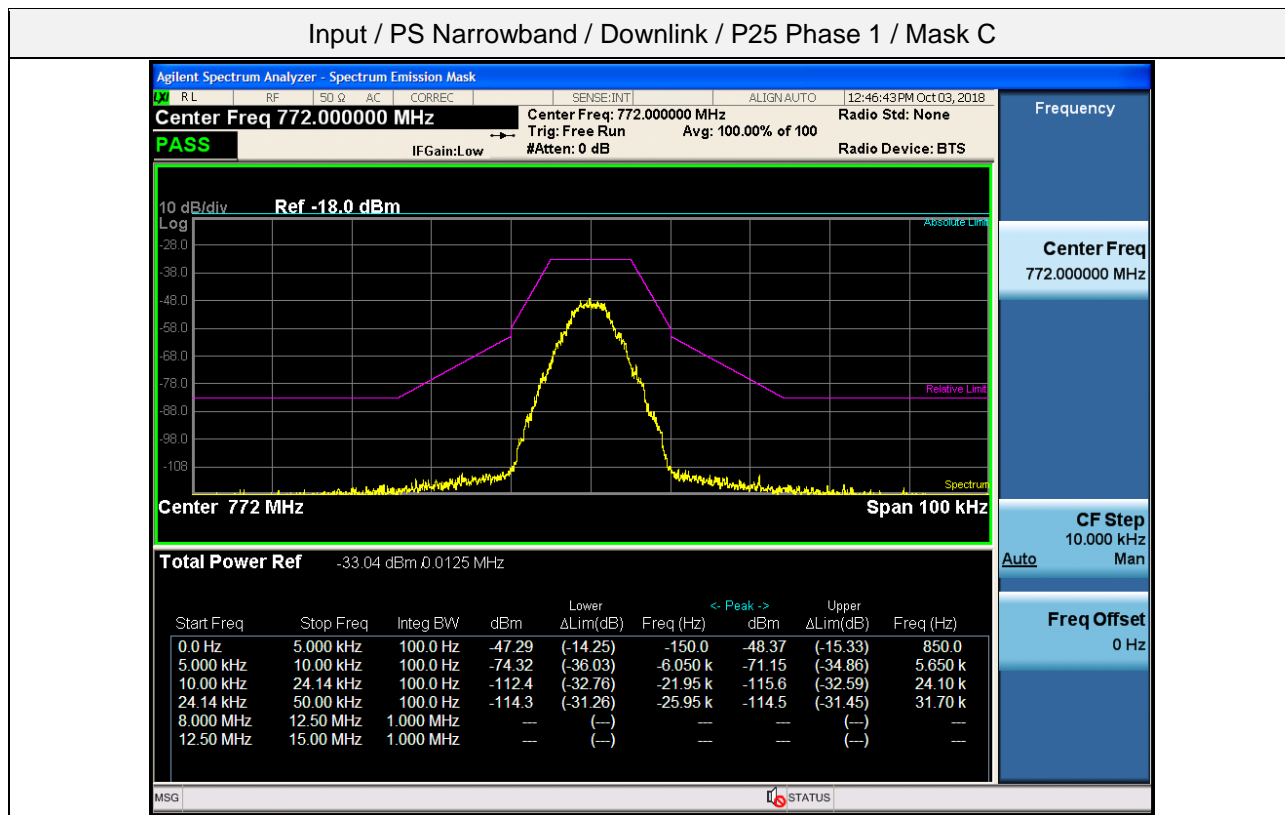 Input / PS Narrowband / Downlink / P25 Phase 1 / Mask C
Agilent Spectrum Analyzer - Spectrum Emission Mask
LXI RL RF 50 Ω AC CORREC SENSE:INT ALIGN AUTO 12:46:43 PM Oct 03, 2018
Center Freq 772.000000 MHz
Center Freq: 772.000000 MHz
Radio Std: None
Trig: Free Run Avg: 100.00% of 100
PASS
IFGain:Low
#Atten: 0 dB
Radio Device: BTS
10 dB/div Ref -18.0 dBm
Log
Absolute Limit
-28.0
-38.0
-48.0
-58.0
-68.0
-78.0
Relative Limit
-88.0
-98.0
-108
Spectrum
Center 772 MHz Span 100 kHz
Total Power Ref -33.04 dBm / 0.0125 MHz
Lower <- Peak -> Upper
Start Freq Stop Freq Integ BW dBm ΔLim(dB) Freq (Hz) dBm ΔLim(dB) Freq (Hz)
0.0 Hz 5.000 kHz 100.0 Hz -47.29 (-14.25) -150.0 -48.37 (-15.33) 850.0
5.000 kHz 10.00 kHz 100.0 Hz -74.32 (-36.03) -6.050 k -71.15 (-34.86) 5.650 k
10.00 kHz 24.14 kHz 100.0 Hz -112.4 (-32.76) -21.95 k -115.6 (-32.59) 24.10 k
24.14 kHz 50.00 kHz 100.0 Hz -114.3 (-31.26) -25.95 k -114.5 (-31.45) 31.70 k
8.000 MHz 12.50 MHz 1.000 MHz --- (---) --- --- (---) ---
12.50 MHz 15.00 MHz 1.000 MHz --- (---) --- --- (---) ---
MSG STATUS
Frequency
Center Freq
772.000000 MHz
CF Step
10.000 kHz
Auto Man
Freq Offset
0 Hz